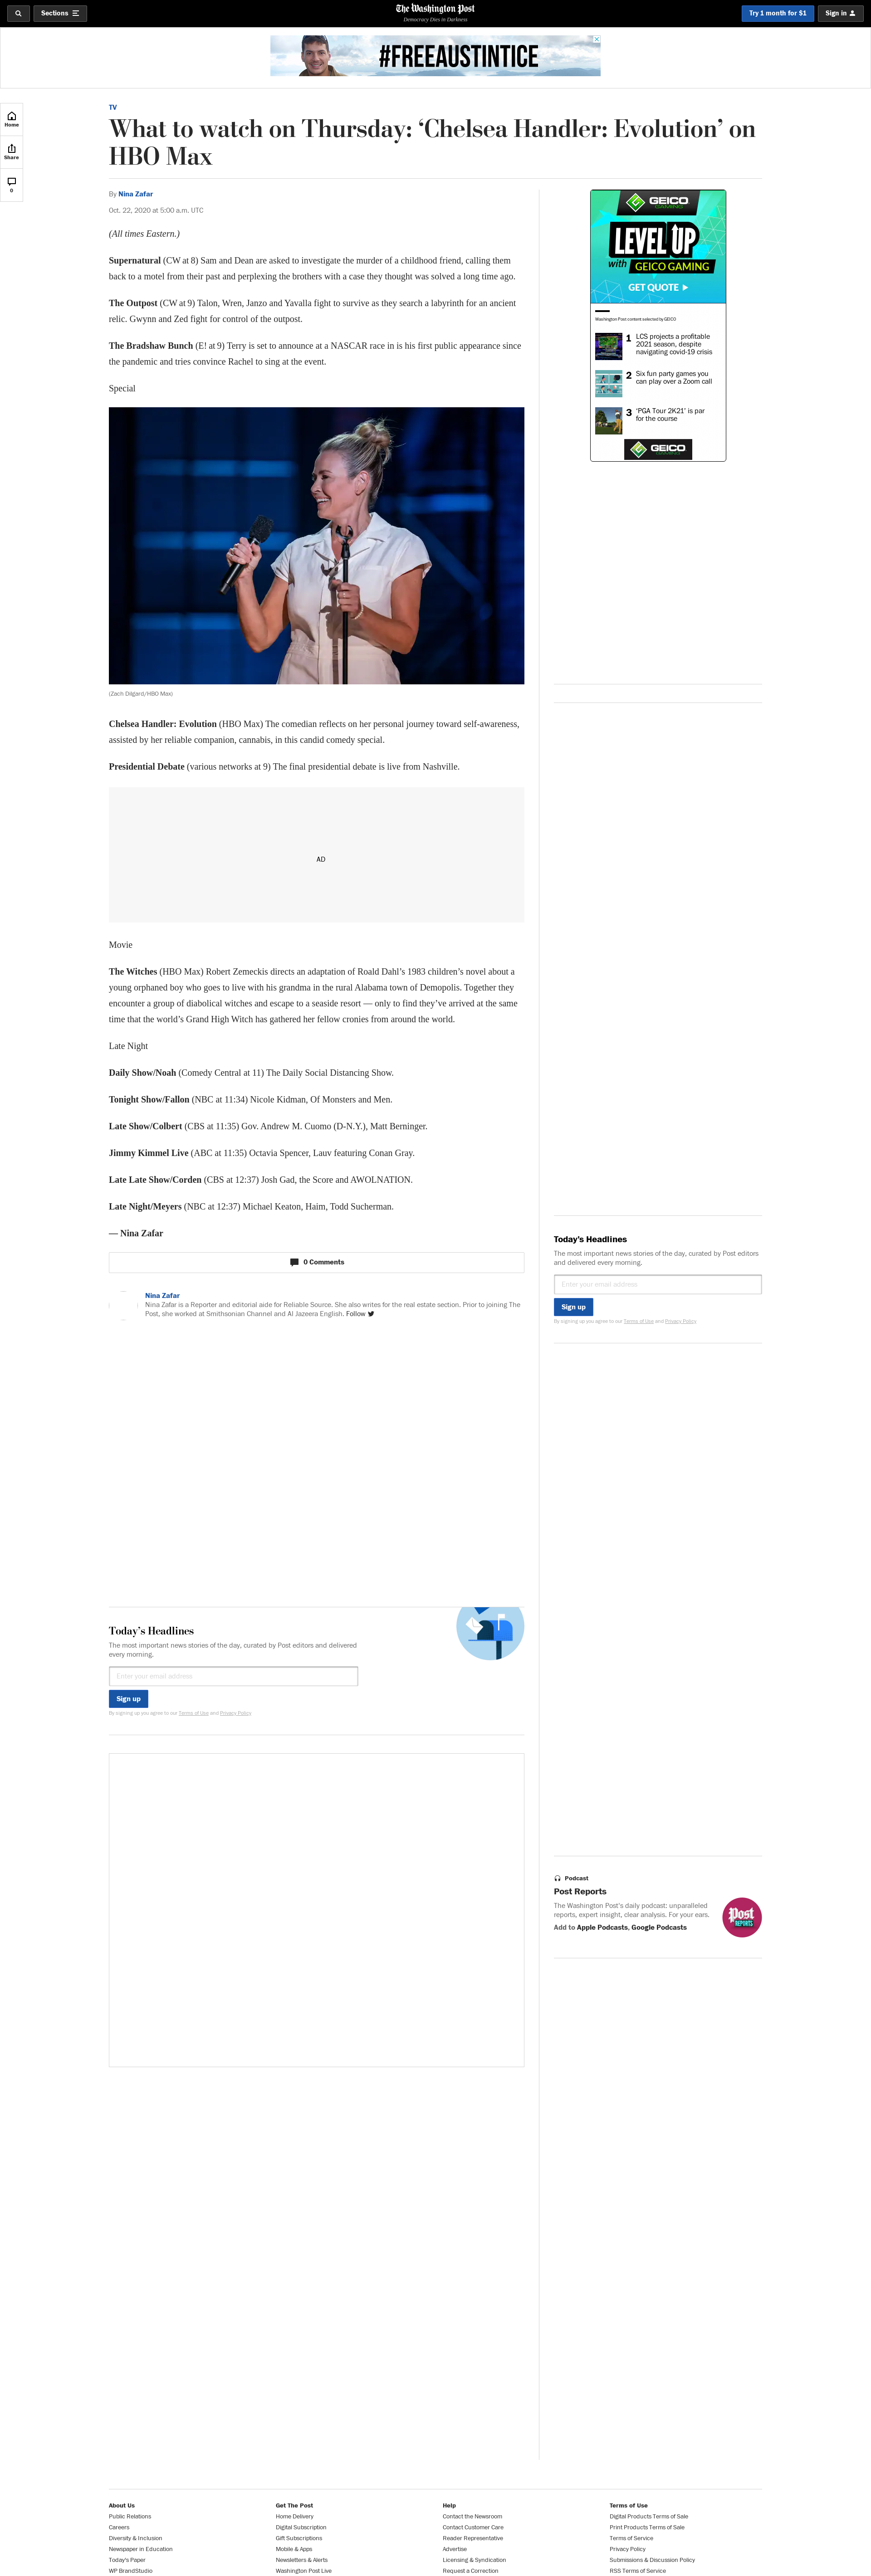 Sections
The Washington Post
Democracy Dies in Darkness
Try 1 month for $1
Sign in
#FREEAUSTINTICE
Home
Share
0
TV
What to watch on Thursday: ‘Chelsea Handler: Evolution’ on
HBO Max
By Nina Zafar
Oct. 22, 2020 at 5:00 a.m. UTC
(All times Eastern.)
Supernatural (CW at 8) Sam and Dean are asked to investigate the murder of a childhood friend, calling them
back to a motel from their past and perplexing the brothers with a case they thought was solved a long time ago.
The Outpost (CW at 9) Talon, Wren, Janzo and Yavalla fight to survive as they search a labyrinth for an ancient
relic. Gwynn and Zed fight for control of the outpost.
The Bradshaw Bunch (E! at 9) Terry is set to announce at a NASCAR race in is his first public appearance since
the pandemic and tries convince Rachel to sing at the event.
Special
(Zach Dilgard/HBO Max)
Chelsea Handler: Evolution (HBO Max) The comedian reflects on her personal journey toward self-awareness,
assisted by her reliable companion, cannabis, in this candid comedy special.
Presidential Debate (various networks at 9) The final presidential debate is live from Nashville.
AD
Movie
The Witches (HBO Max) Robert Zemeckis directs an adaptation of Roald Dahl’s 1983 children’s novel about a
young orphaned boy who goes to live with his grandma in the rural Alabama town of Demopolis. Together they
encounter a group of diabolical witches and escape to a seaside resort — only to find they’ve arrived at the same
time that the world’s Grand High Witch has gathered her fellow cronies from around the world.
Late Night
Daily Show/Noah (Comedy Central at 11) The Daily Social Distancing Show.
Tonight Show/Fallon (NBC at 11:34) Nicole Kidman, Of Monsters and Men.
Late Show/Colbert (CBS at 11:35) Gov. Andrew M. Cuomo (D-N.Y.), Matt Berninger.
Jimmy Kimmel Live (ABC at 11:35) Octavia Spencer, Lauv featuring Conan Gray.
Late Late Show/Corden (CBS at 12:37) Josh Gad, the Score and AWOLNATION.
Late Night/Meyers (NBC at 12:37) Michael Keaton, Haim, Todd Sucherman.
— Nina Zafar
0 Comments
Nina Zafar
Nina Zafar is a Reporter and editorial aide for Reliable Source. She also writes for the real estate section. Prior to joining The
Post, she worked at Smithsonian Channel and Al Jazeera English. Follow
Today’s Headlines
The most important news stories of the day, curated by Post editors and delivered
every morning.
Enter your email address
Sign up
By signing up you agree to our Terms of Use and Privacy Policy
GEICO
GAMING
LEVEL UP
with GEICO GAMING
GET QUOTE
Washington Post content selected by GEICO
1 LCS projects a profitable
2021 season, despite
navigating covid-19 crisis
2 Six fun party games you
can play over a Zoom call
3 ‘PGA Tour 2K21’ is par
for the course
GEICO
GAMING
Today’s Headlines
The most important news stories of the day, curated by Post editors
and delivered every morning.
Enter your email address
Sign up
By signing up you agree to our Terms of Use and Privacy Policy
Podcast
Post Reports
The Washington Post’s daily podcast: unparalleled
reports, expert insight, clear analysis. For your ears.
Add to Apple Podcasts, Google Podcasts
Post
REPORTS
About Us
Public Relations
Careers
Diversity & Inclusion
Newspaper in Education
Today’s Paper
WP BrandStudio
Get The Post
Home Delivery
Digital Subscription
Gift Subscriptions
Mobile & Apps
Newsletters & Alerts
Washington Post Live
Help
Contact the Newsroom
Contact Customer Care
Reader Representative
Advertise
Licensing & Syndication
Request a Correction
Terms of Use
Digital Products Terms of Sale
Print Products Terms of Sale
Terms of Service
Privacy Policy
Submissions & Discussion Policy
RSS Terms of Service